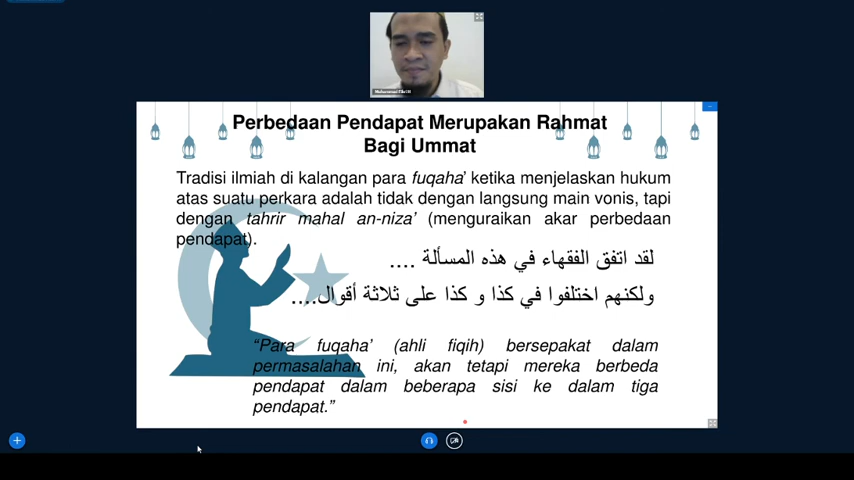 Perbedaan Pendapat Merupakan Rahmat
Bagi Ummat
Tradisi ilmiah di kalangan para fuqaha’ ketika menjelaskan hukum
atas suatu perkara adalah tidak dengan langsung main vonis, tapi
dengan tahrir mahal an-niza’ (menguraikan akar perbedaan
pendapat).
لقد اتفق الفقهاء في هذه المسألة ....
ولكنهم اختلفوا في كذا و كذا على ثلاثة أقوال....
“Para fuqaha’ (ahli fiqih) bersepakat dalam
permasalahan ini, akan tetapi mereka berbeda
pendapat dalam beberapa sisi ke dalam tiga
pendapat.”